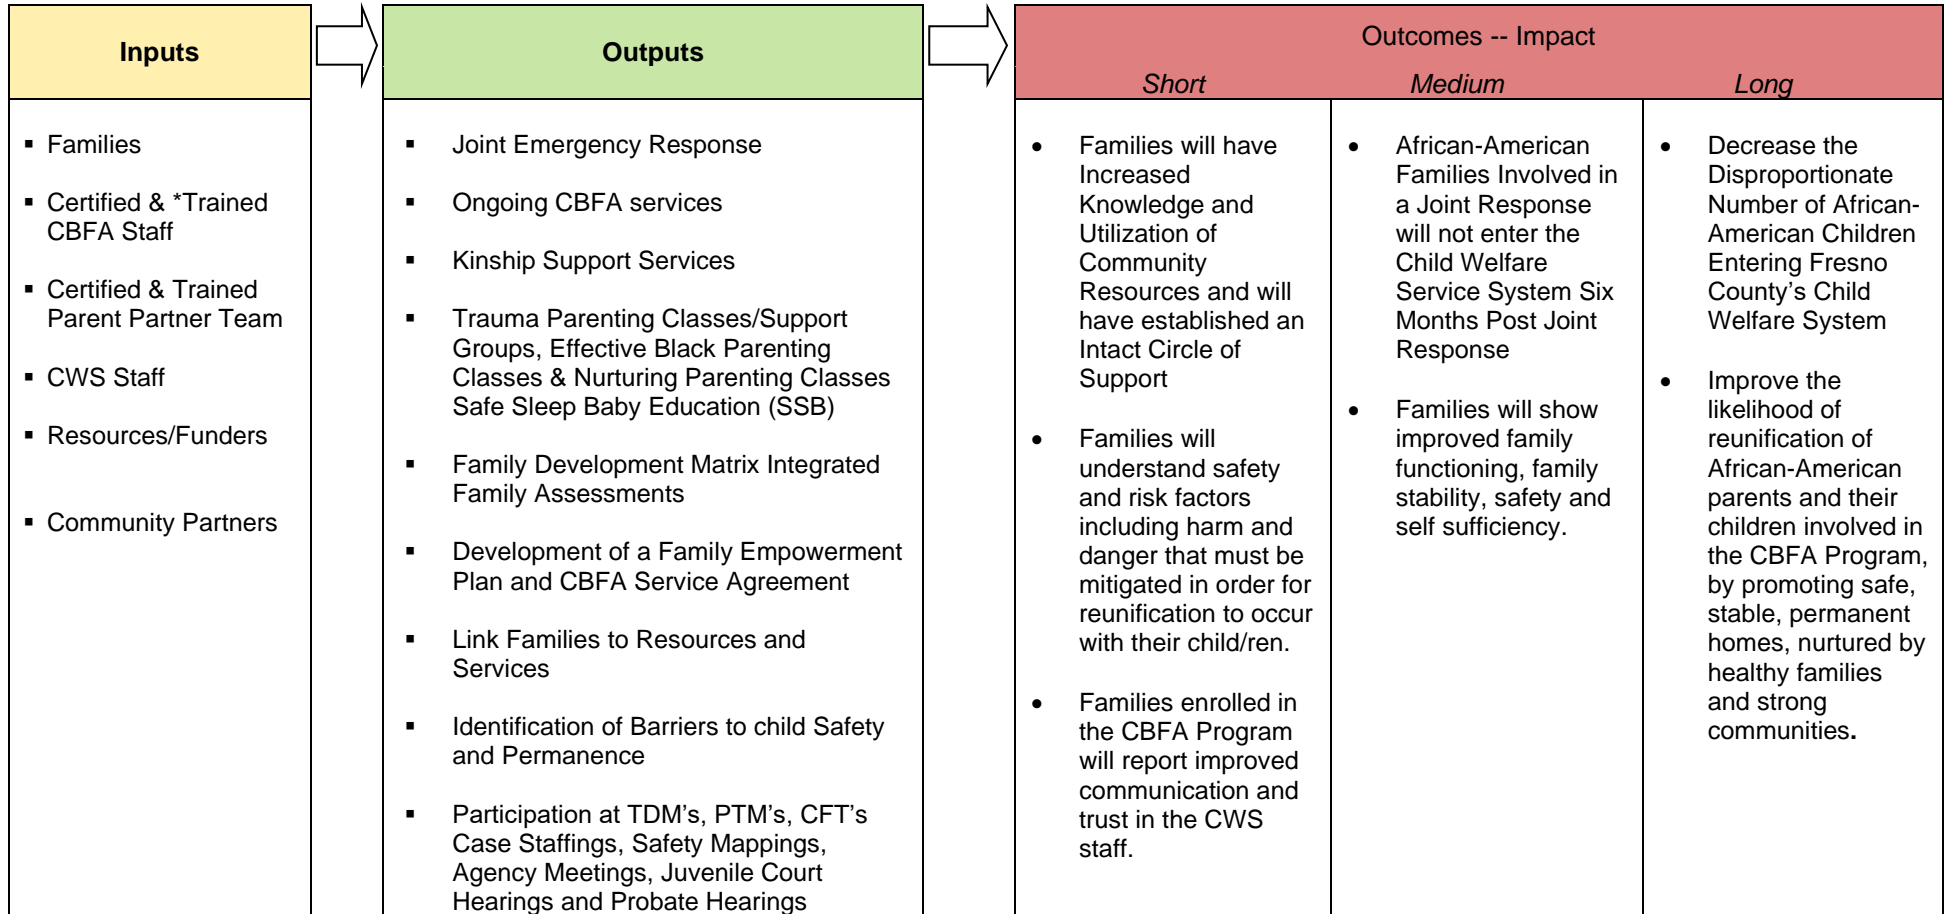 Inputs
Outputs
Outcomes -- Impact
Short
Medium
Long
▪ Families
▪ Certified & *Trained
CBFA Staff
▪ Certified & Trained
Parent Partner Team
▪ CWS Staff
▪ Resources/Funders
▪ Community Partners
▪ Joint Emergency Response
▪ Ongoing CBFA services
▪ Kinship Support Services
▪ Trauma Parenting Classes/Support
Groups, Effective Black Parenting
Classes & Nurturing Parenting Classes
Safe Sleep Baby Education (SSB)
▪ Family Development Matrix Integrated
Family Assessments
▪ Development of a Family Empowerment
Plan and CBFA Service Agreement
▪ Link Families to Resources and
Services
▪ Identification of Barriers to child Safety
and Permanence
▪ Participation at TDM’s, PTM’s, CFT’s
Case Staffings, Safety Mappings,
Agency Meetings, Juvenile Court
Hearings and Probate Hearings
• Families will have
Increased
Knowledge and
Utilization of
Community
Resources and will
have established an
Intact Circle of
Support
• Families will
understand safety
and risk factors
including harm and
danger that must be
mitigated in order for
reunification to occur
with their child/ren.
• Families enrolled in
the CBFA Program
will report improved
communication and
trust in the CWS
staff.
• African-American
Families Involved in
a Joint Response
will not enter the
Child Welfare
Service System Six
Months Post Joint
Response
• Families will show
improved family
functioning, family
stability, safety and
self sufficiency.
• Decrease the
Disproportionate
Number of African-
American Children
Entering Fresno
County’s Child
Welfare System
• Improve the
likelihood of
reunification of
African-American
parents and their
children involved in
the CBFA Program,
by promoting safe,
stable, permanent
homes, nurtured by
healthy families
and strong
communities.